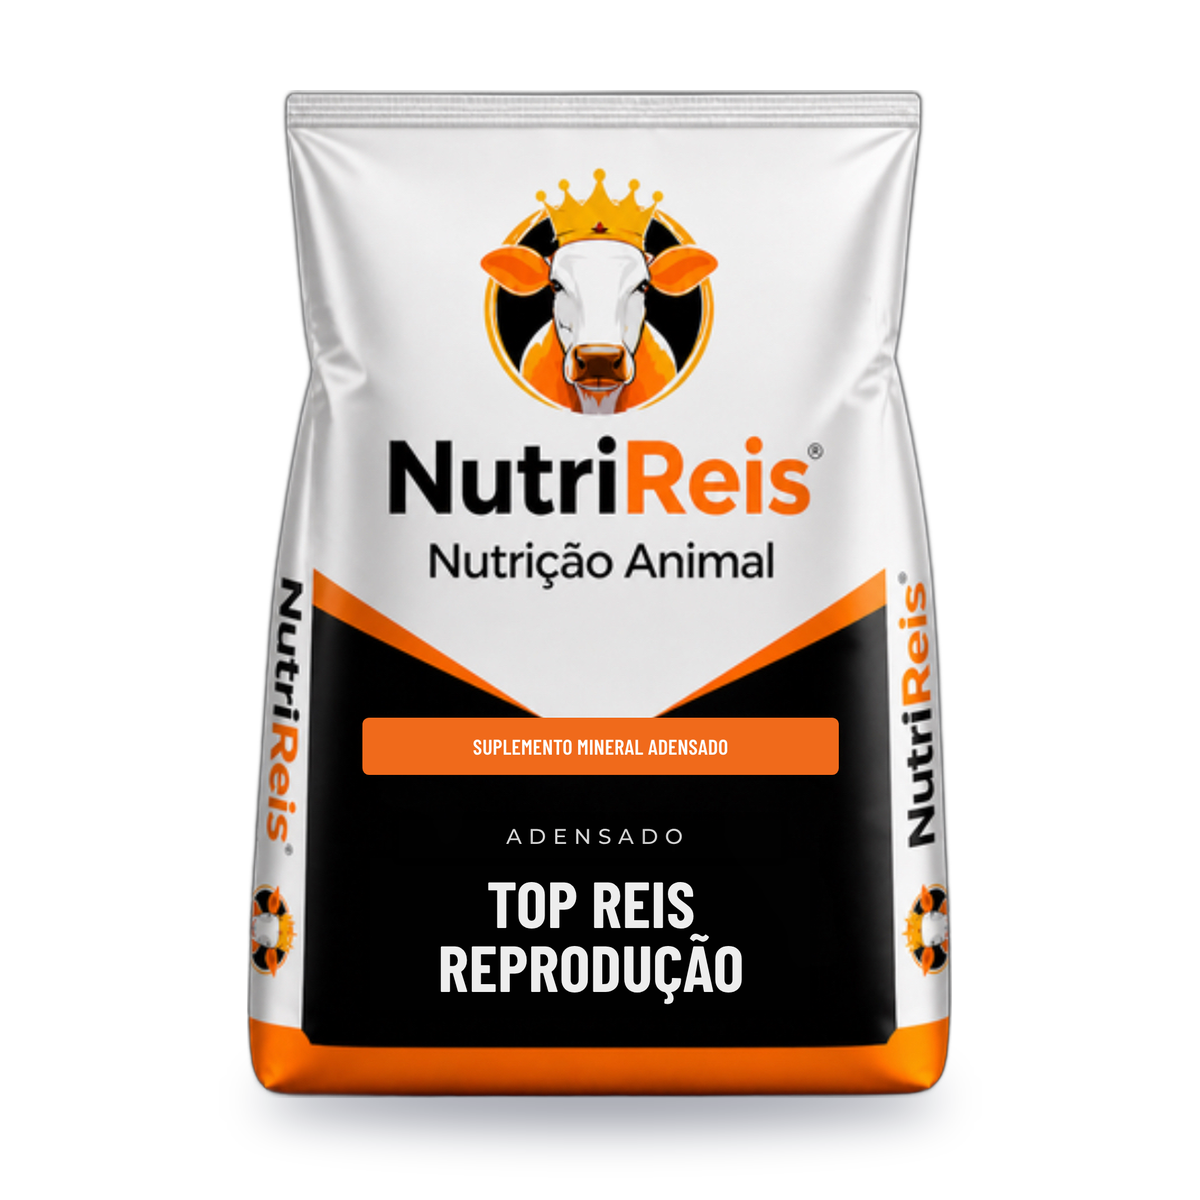 NutriReis®
Nutrição Animal
NutriReis®
NutriReis®
SUPLEMENTO MINERAL ADENSADO
ADENSADO
TOP REIS
REPRODUÇÃO